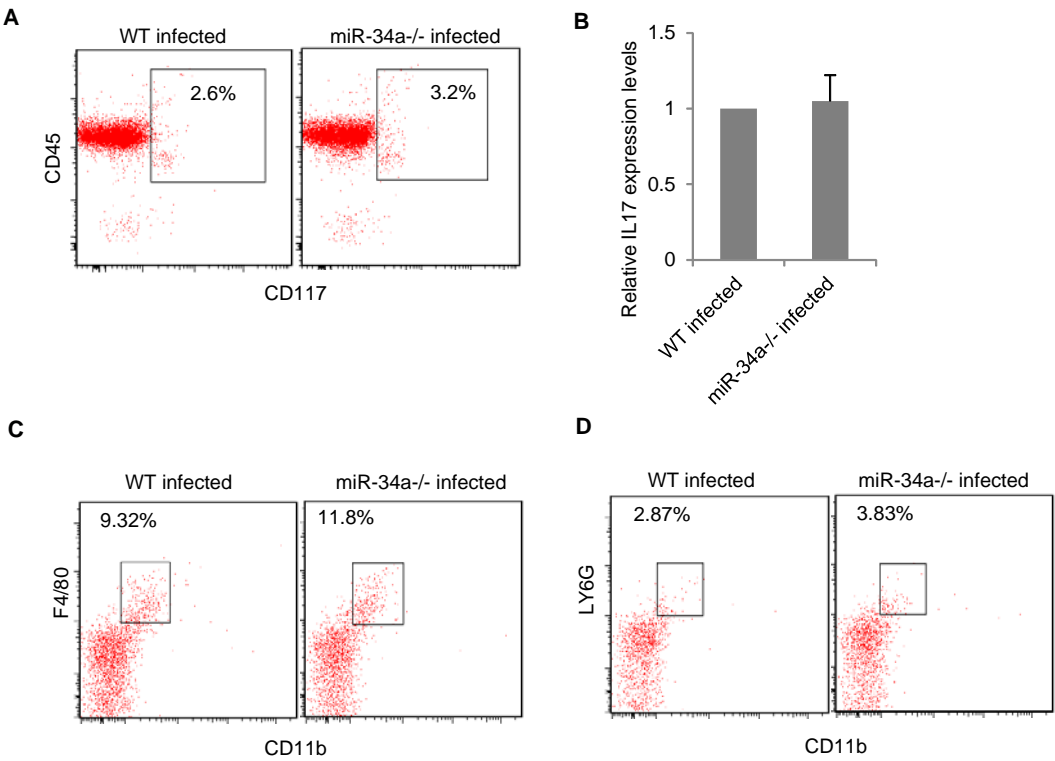 A
WT infected
miR-34a-/- infected
2.6%
3.2%
CD45
CD117
B
1.5
1
0.5
0
Relative IL17 expression levels
WT infected
miR-34a-/- infected
C
WT infected
miR-34a-/- infected
9.32%
11.8%
F4/80
CD11b
D
WT infected
miR-34a-/- infected
2.87%
3.83%
LY6G
CD11b